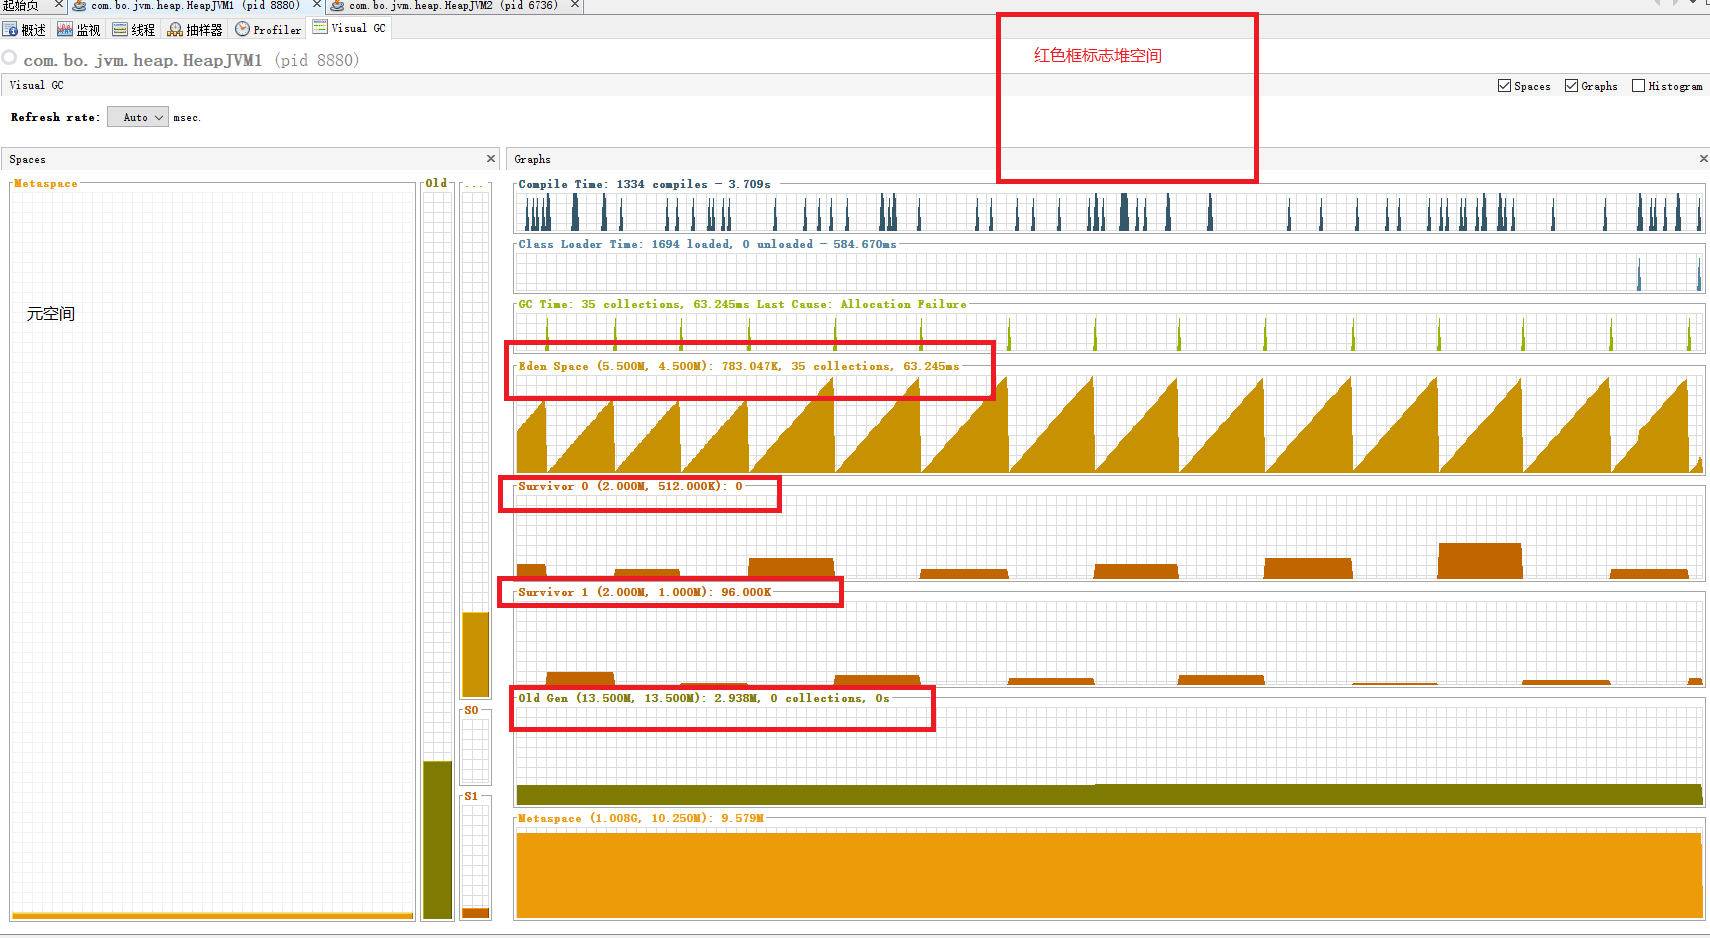 起始页
com.bo.jvm.heap.HeapJVM1 (pid 8880)
com.bo.jvm.heap.HeapJVM2 (pid 6736)
概述 监视 线程 抽样器 Profiler Visual GC
com.bo.jvm.heap.HeapJVM1 (pid 8880)
红色框标志堆空间
Visual GC
Spaces Graphs Histogram
Refresh rate: Auto msec.
Spaces
Graphs
Metaspace
Old
...
元空间
S0
S1
Compile Time: 1334 compiles - 3.709s
Class Loader Time: 1694 loaded, 0 unloaded - 584.670ms
GC Time: 35 collections, 63.245ms Last Cause: Allocation Failure
Eden Space (5.500M, 4.500M): 783.047K, 35 collections, 63.245ms
Survivor 0 (2.000M, 512.000K): 0
Survivor 1 (2.000M, 1.000M): 96.000K
Old Gen (13.500M, 13.500M): 2.938M, 0 collections, 0s
Metaspace (1.008G, 10.250M): 9.579M